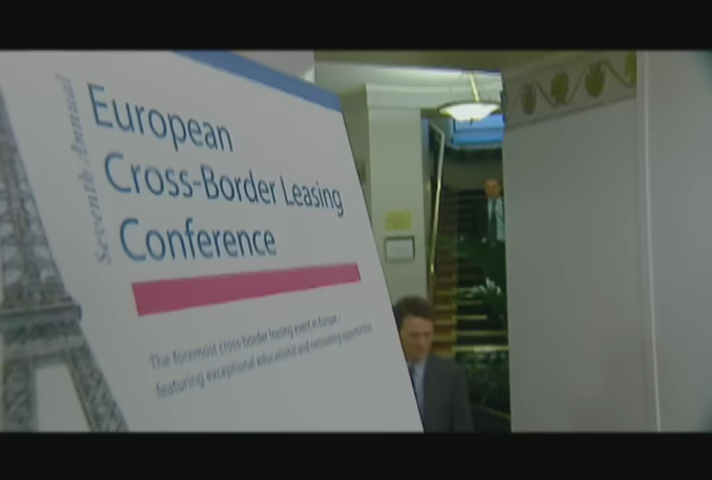 Seventh Annual
European
Cross-Border Leasing
Conference
The foremost cross-border leasing event in Europe –
featuring exceptional educational and networking opportunities